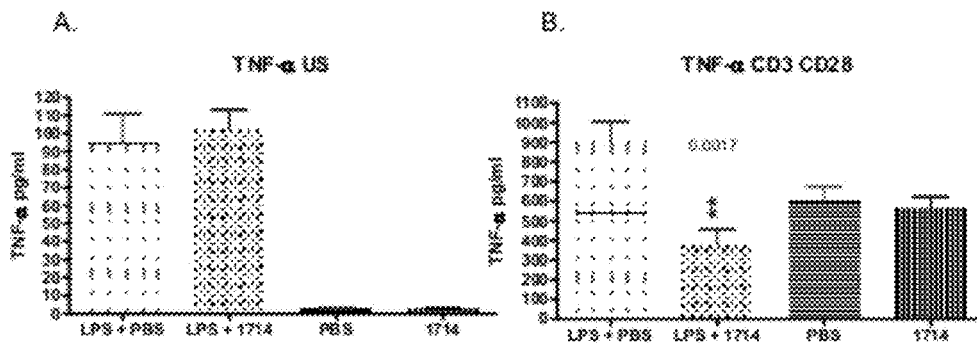 A.
TNF-α US
TNF-α pg/ml
120
110
100
90
80
70
60
50
40
30
20
10
0
LPS + PBS
LPS + 1714
PBS
1714
B.
TNF-α CD3 CD28
TNF-α pg/ml
1100
1000
900
800
700
600
500
400
300
200
100
0
0.0017
LPS + PBS
LPS + 1714
PBS
1714